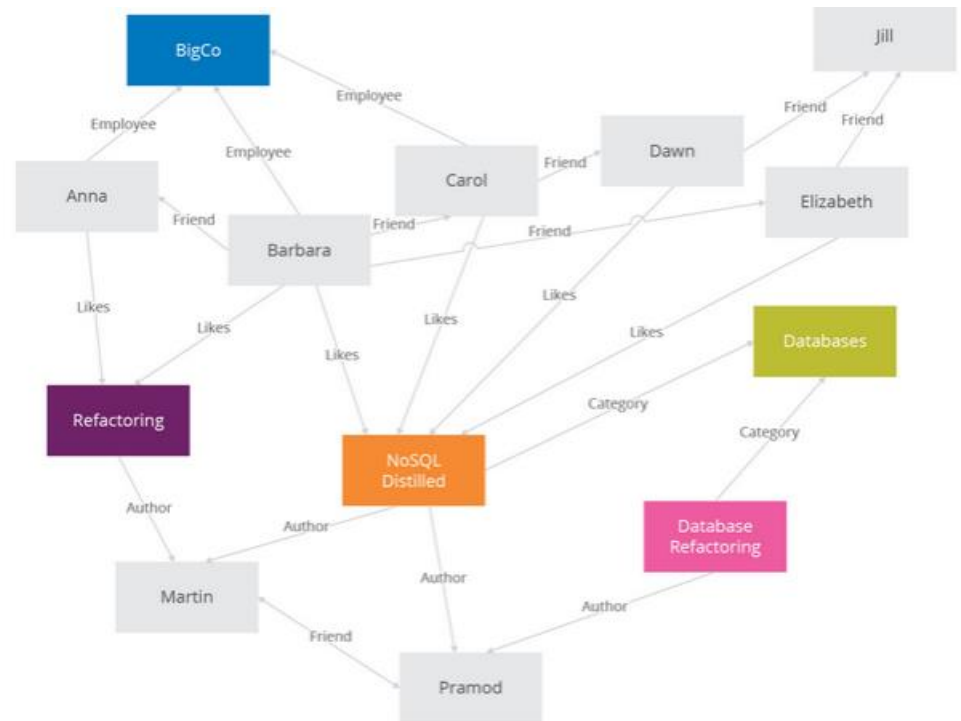 BigCo
Jill
Employee
Employee
Employee
Friend
Friend
Anna
Carol
Friend
Dawn
Elizabeth
Friend
Barbara
Friend
Friend
Likes
Likes
Likes
Likes
Likes
Likes
Databases
Refactoring
NoSQL
Distilled
Category
Category
Database
Refactoring
Author
Author
Author
Author
Martin
Friend
Pramod